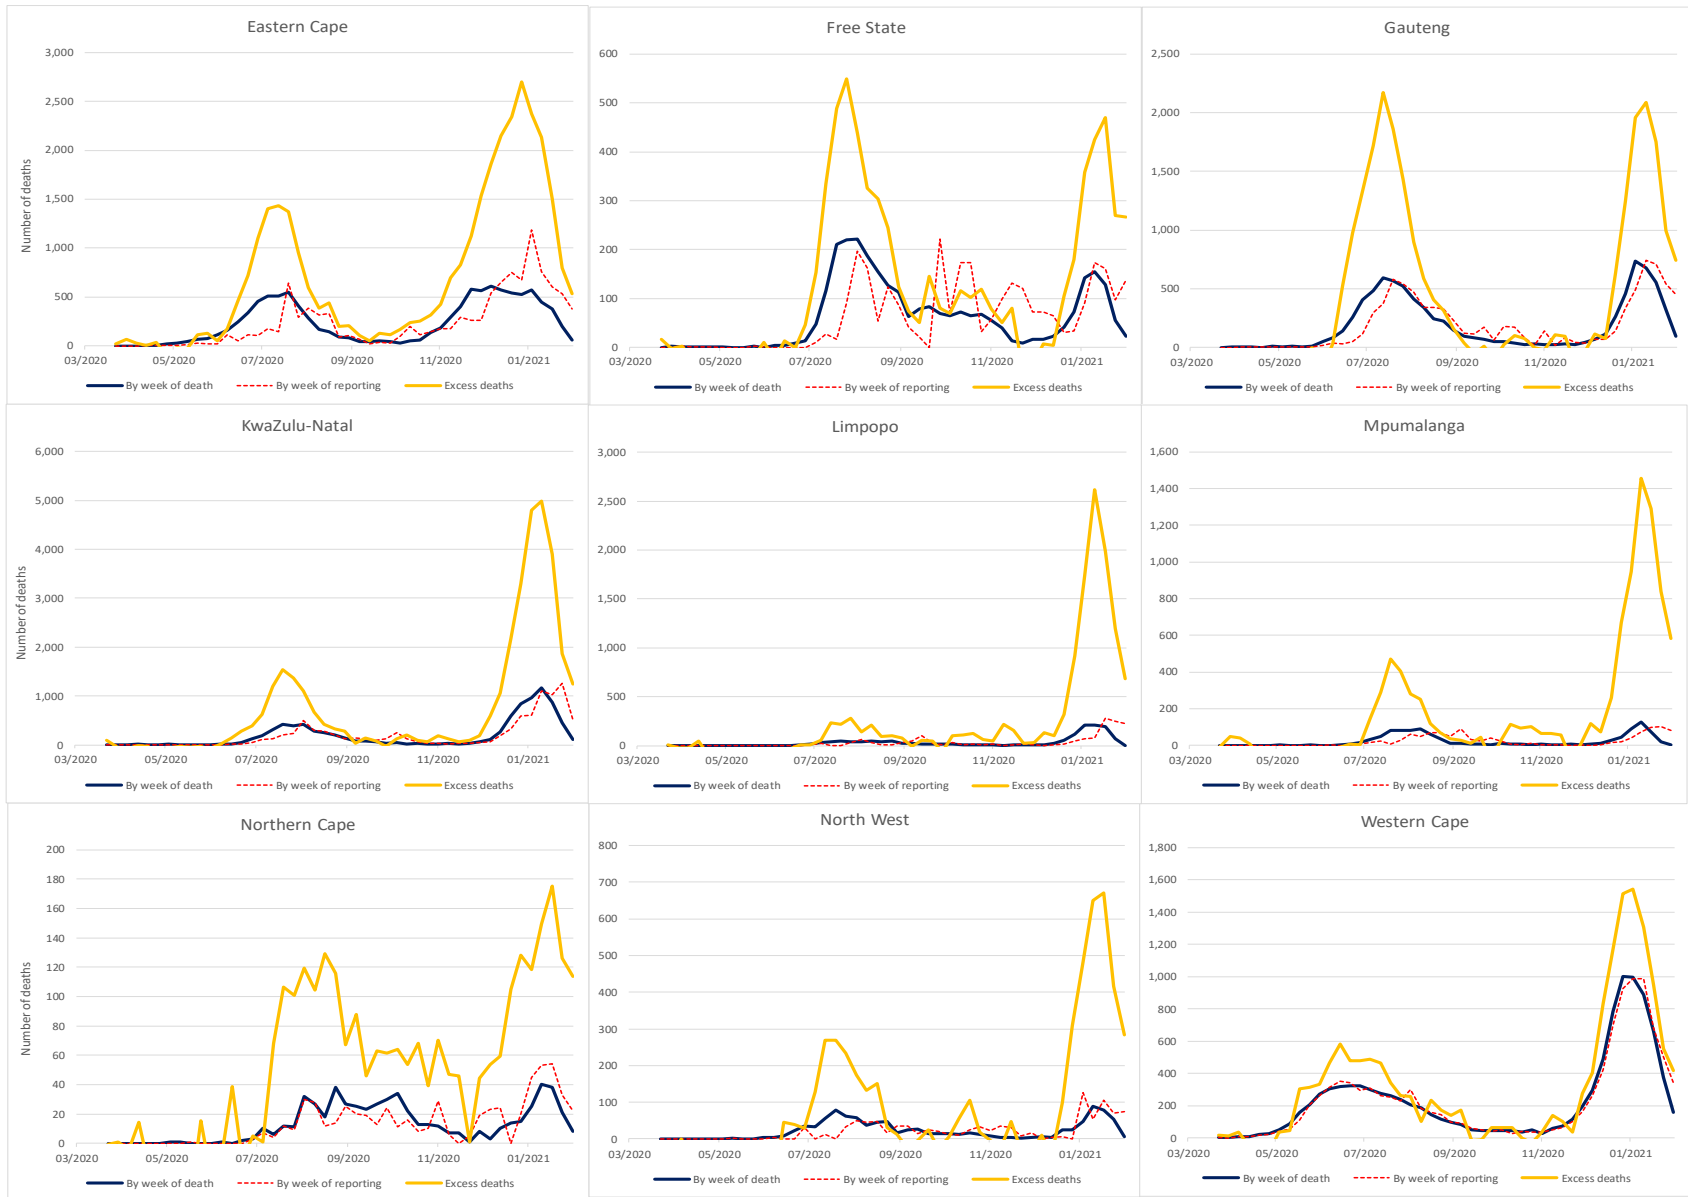 Eastern Cape
3,000
2,500
2,000
1,500
1,000
500
0
Number of deaths
03/2020 05/2020 07/2020 09/2020 11/2020 01/2021
By week of death By week of reporting Excess deaths
Free State
600
500
400
300
200
100
0
03/2020 05/2020 07/2020 09/2020 11/2020 01/2021
By week of death By week of reporting Excess deaths
Gauteng
2,500
2,000
1,500
1,000
500
0
03/2020 05/2020 07/2020 09/2020 11/2020 01/2021
By week of death By week of reporting Excess deaths
KwaZulu-Natal
6,000
5,000
4,000
3,000
2,000
1,000
0
Number of deaths
03/2020 05/2020 07/2020 09/2020 11/2020 01/2021
By week of death By week of reporting Excess deaths
Limpopo
3,000
2,500
2,000
1,500
1,000
500
0
03/2020 05/2020 07/2020 09/2020 11/2020 01/2021
By week of death By week of reporting Excess deaths
Mpumalanga
1,600
1,400
1,200
1,000
800
600
400
200
0
03/2020 05/2020 07/2020 09/2020 11/2020 01/2021
By week of death By week of reporting Excess deaths
Northern Cape
200
180
160
140
120
100
80
60
40
20
0
Number of deaths
03/2020 05/2020 07/2020 09/2020 11/2020 01/2021
By week of death By week of reporting Excess deaths
North West
800
700
600
500
400
300
200
100
0
03/2020 05/2020 07/2020 09/2020 11/2020 01/2021
By week of death By week of reporting Excess deaths
Western Cape
1,800
1,600
1,400
1,200
1,000
800
600
400
200
0
03/2020 05/2020 07/2020 09/2020 11/2020 01/2021
By week of death By week of reporting Excess deaths